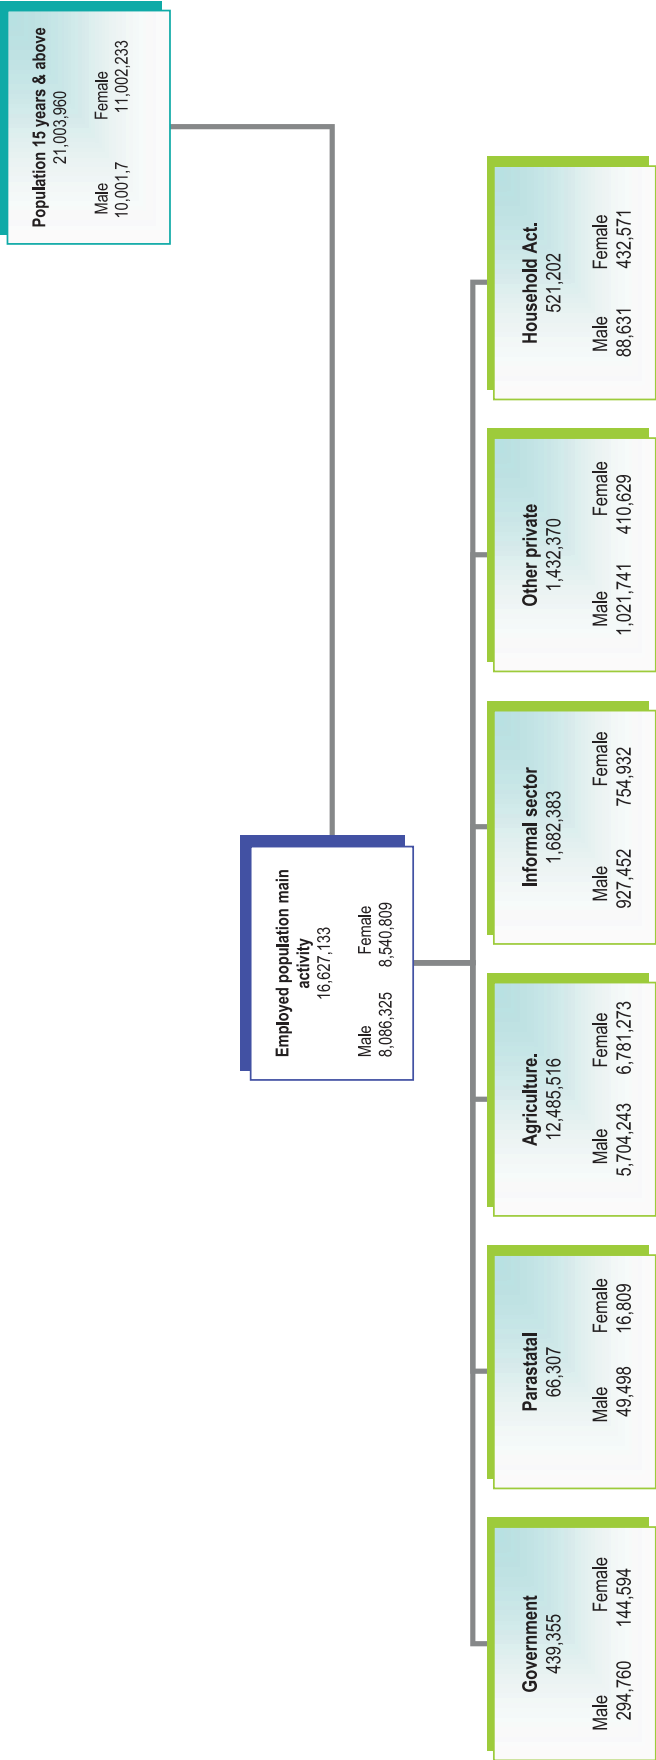 Population 15 years & above
21,003,960
Male Female
10,001,7 11,002,233
Employed population main
activity
16,627,133
Male Female
8,086,325 8,540,809
Government
439,355
Male Female
294,760 144,594
Parastatal
66,307
Male Female
49,498 16,809
Agriculture.
12,485,516
Male Female
5,704,243 6,781,273
Informal sector
1,682,383
Male Female
927,452 754,932
Other private
1,432,370
Male Female
1,021,741 410,629
Household Act.
521,202
Male Female
88,631 432,571